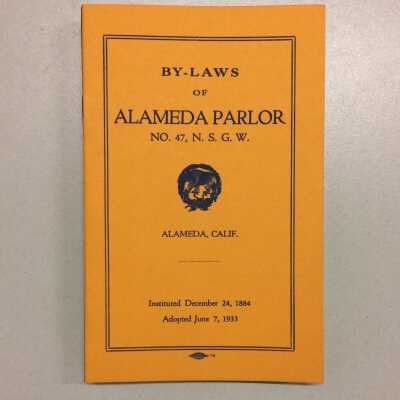 BY-LAWS
OF
ALAMEDA PARLOR
NO. 47, N. S. G. W.
ALAMEDA, CALIF.
Instituted December 24, 1884
Adopted June 7, 1933